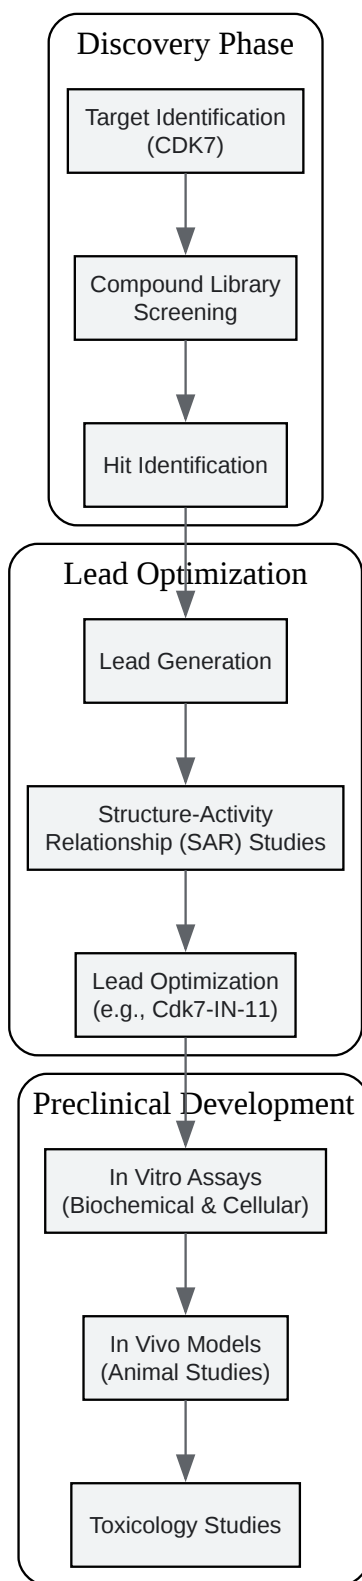 Discovery Phase
Target Identification
(CDK7)
Compound Library
Screening
Hit Identification
Lead Optimization
Lead Generation
Structure-Activity
Relationship (SAR) Studies
Lead Optimization
(e.g., Cdk7-IN-11)
Preclinical Development
In Vitro Assays
(Biochemical & Cellular)
In Vivo Models
(Animal Studies)
Toxicology Studies